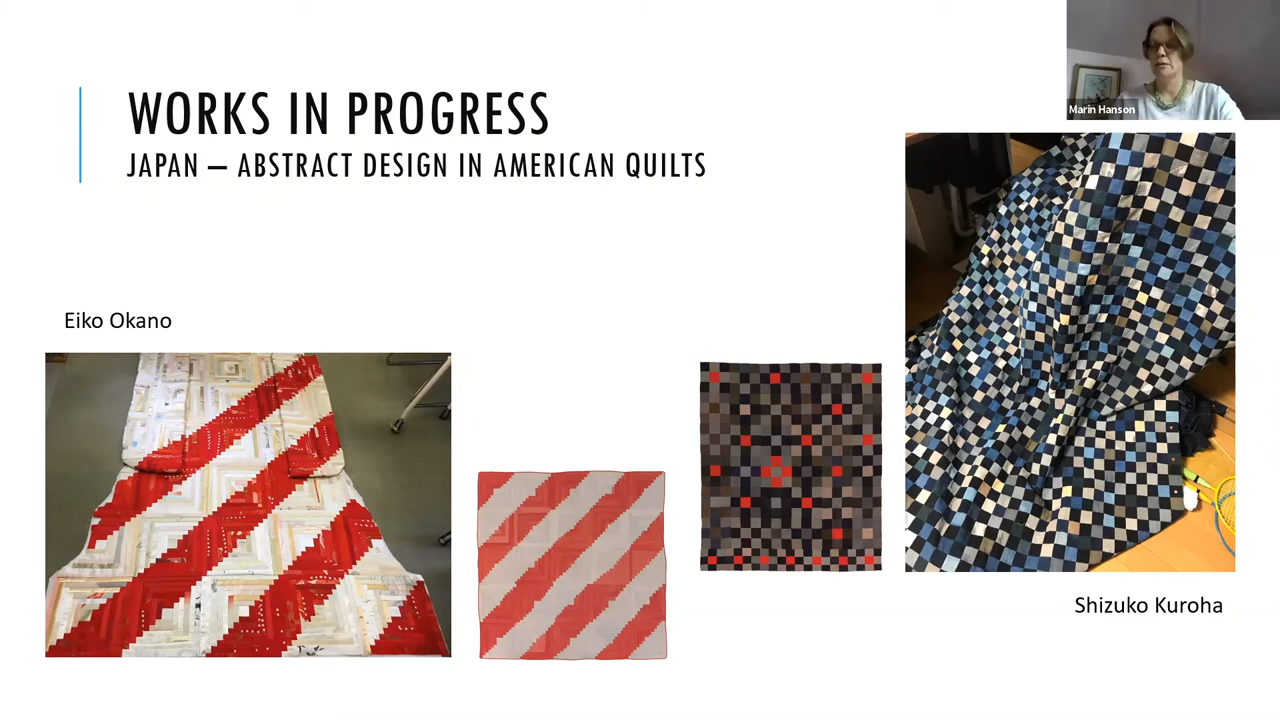 WORKS IN PROGRESS
JAPAN – ABSTRACT DESIGN IN AMERICAN QUILTS
Marin Hanson
Eiko Okano
Shizuko Kuroha